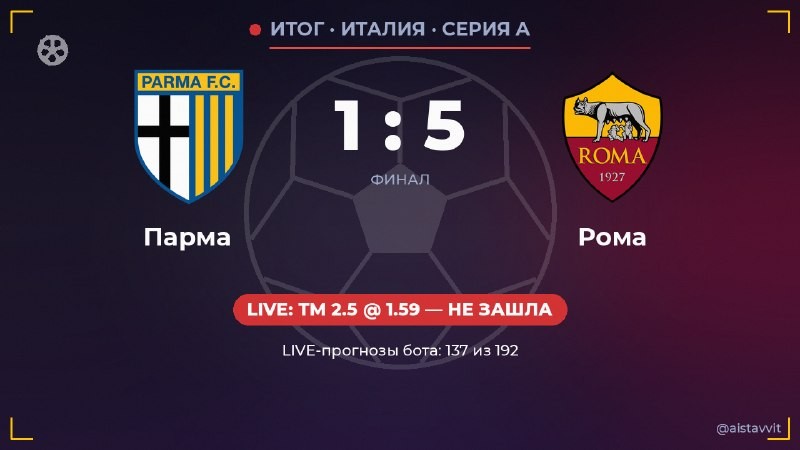 ИТОГ · ИТАЛИЯ · СЕРИЯ А
PARMA F.C.
1 : 5
ROMA
1927
ФИНАЛ
Парма
Рома
LIVE: ТМ 2.5 @ 1.59 — НЕ ЗАШЛА
LIVE-прогнозы бота: 137 из 192
@aistavvit